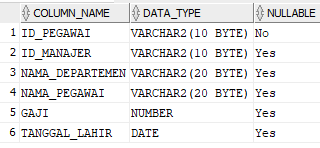 COLUMN_NAME DATA_TYPE NULLABLE
1 ID_PEGAWAI VARCHAR2(10 BYTE) No
2 ID_MANAJER VARCHAR2(10 BYTE) Yes
3 NAMA_DEPARTEMEN VARCHAR2(20 BYTE) Yes
4 NAMA_PEGAWAI VARCHAR2(20 BYTE) Yes
5 GAJI NUMBER Yes
6 TANGGAL_LAHIR DATE Yes